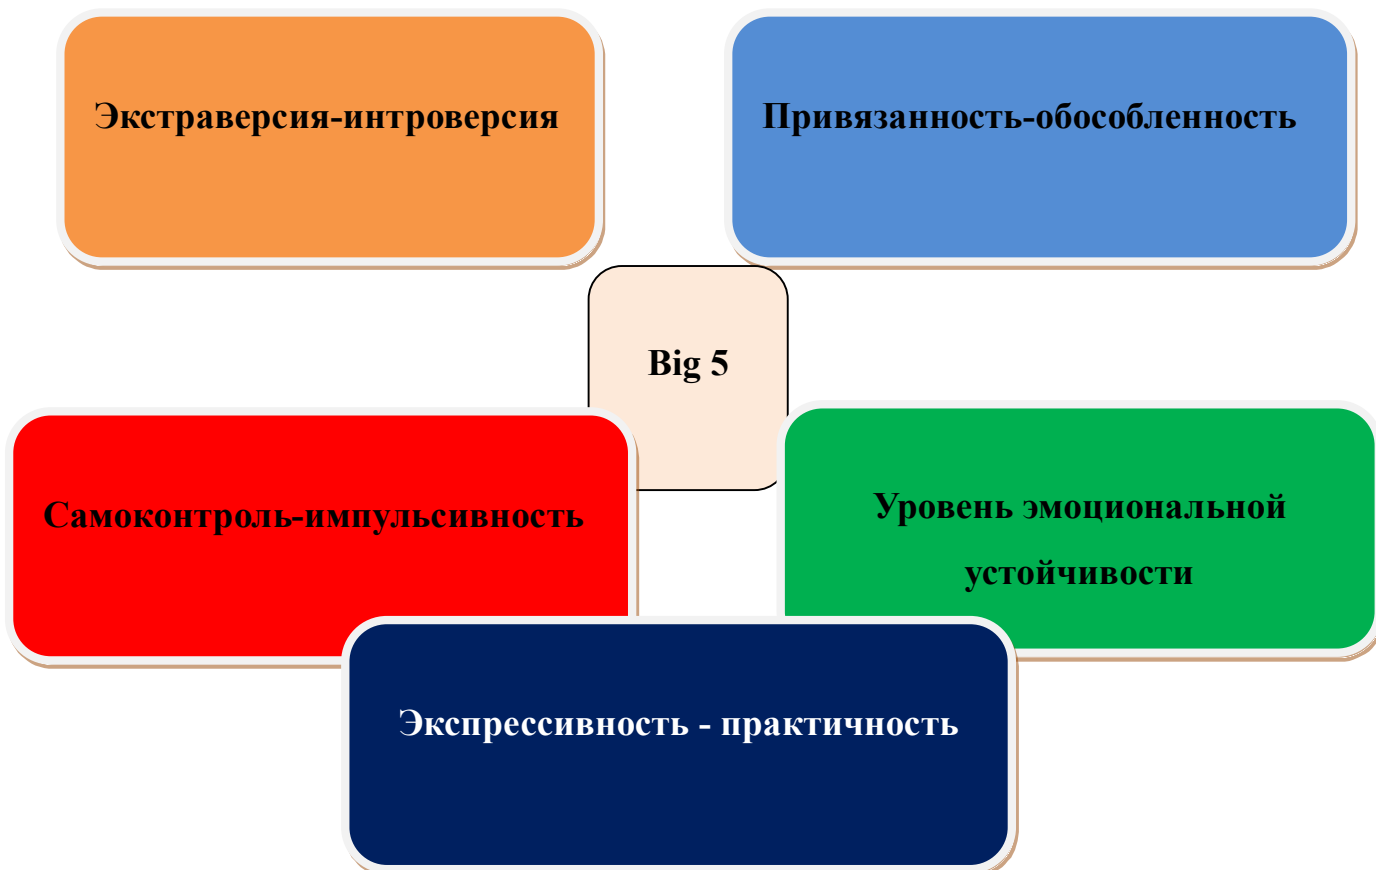 Экстраверсия-интроверсия
Привязанность-обособленность
Big 5
Самоконтроль-импульсивность
Уровень эмоциональной
устойчивости
Экспрессивность - практичность